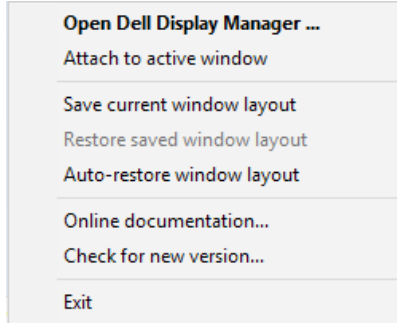 Open Dell Display Manager ...
Attach to active window
Save current window layout
Restore saved window layout
Auto-restore window layout
Online documentation...
Check for new version...
Exit